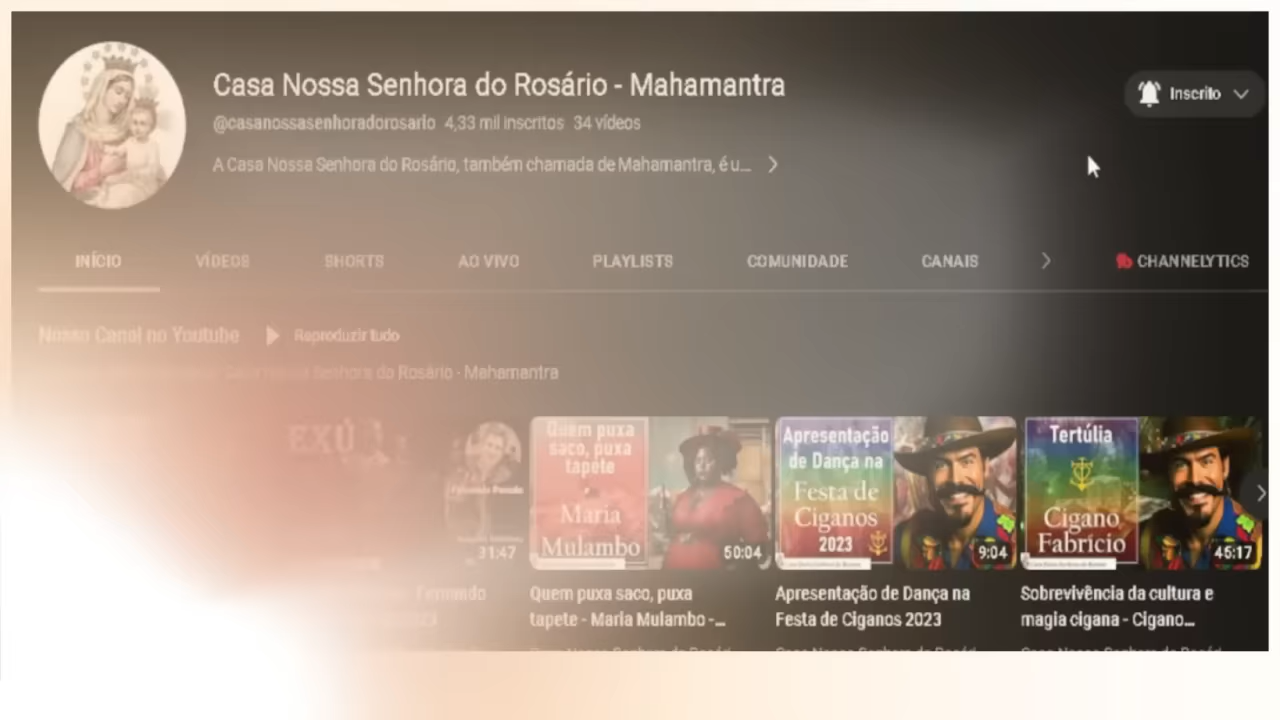 Casa Nossa Senhora do Rosário - Mahamantra
Inscrito
@casanossasenhoradorosario 4,33 mil inscritos 34 vídeos
A Casa Nossa Senhora do Rosário, também chamada de Mahamantra, é u...
INÍCIO VÍDEOS SHORTS AO VIVO PLAYLISTS COMUNIDADE CANAIS CHANNELYTICS
Nosso Canal no Youtube Reproduzir tudo
Senhora do Rosário - Mahamantra
EXÚ
31:47
Quem puxa
saco, puxa
tapete
Maria
Mulambo
50:04
Apresentação
de Dança na
Festa de
Ciganos
2023
9:04
Tertúlia
Cigano
Fabrício
45:17
Fernando
Quem puxa saco, puxa
tapete - Maria Mulambo -...
Apresentação de Dança na
Festa de Ciganos 2023
Sobrevivência da cultura e
magia cigana - Cigano...